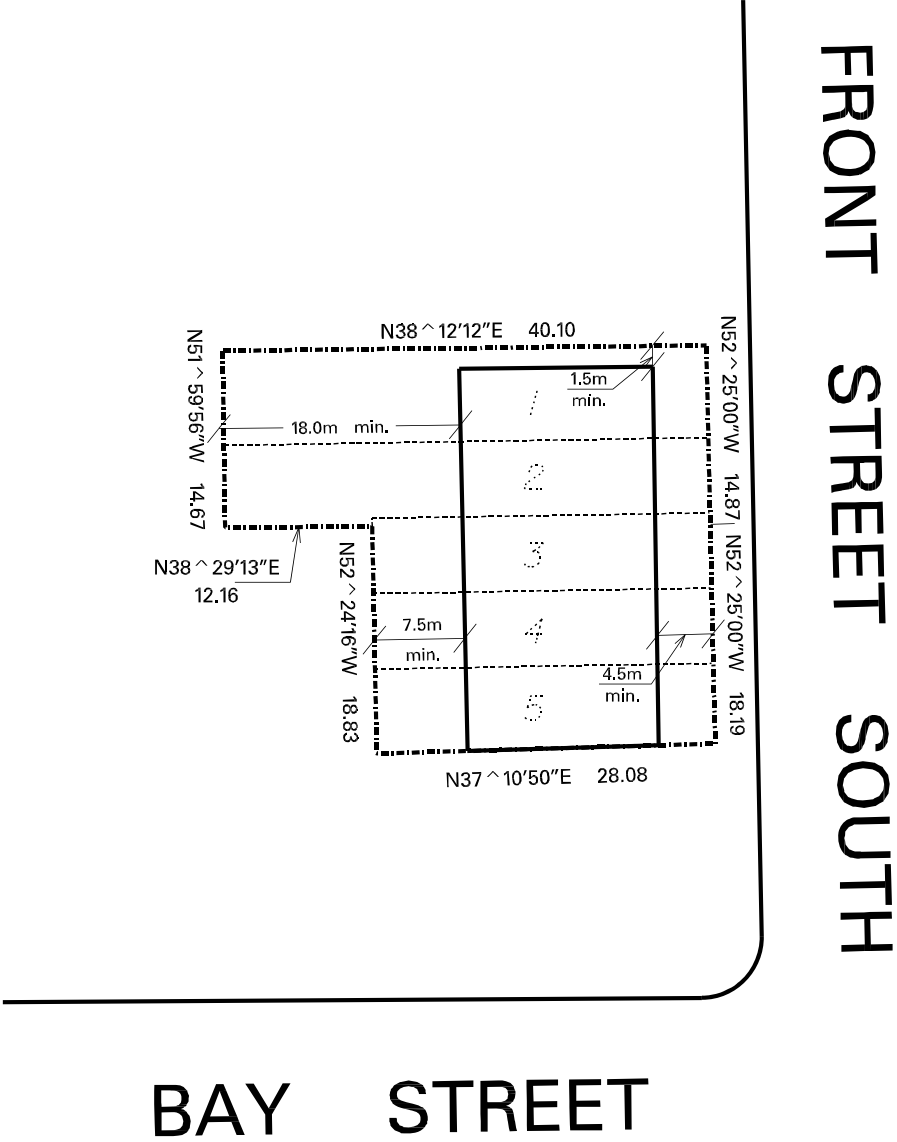 FRONT STREET SOUTH
N38^12'12"E 40.10
N51^59'56"W 14.67
N52^25'00"W 14.87
1.5m
min.
1
18.0m min.
2
3
N38^29'13"E
12.16
N52^24'16"W 18.83
N52^25'00"W 18.19
7.5m
min.
4
4.5m
min.
5
N37^10'50"E 28.08
BAY STREET